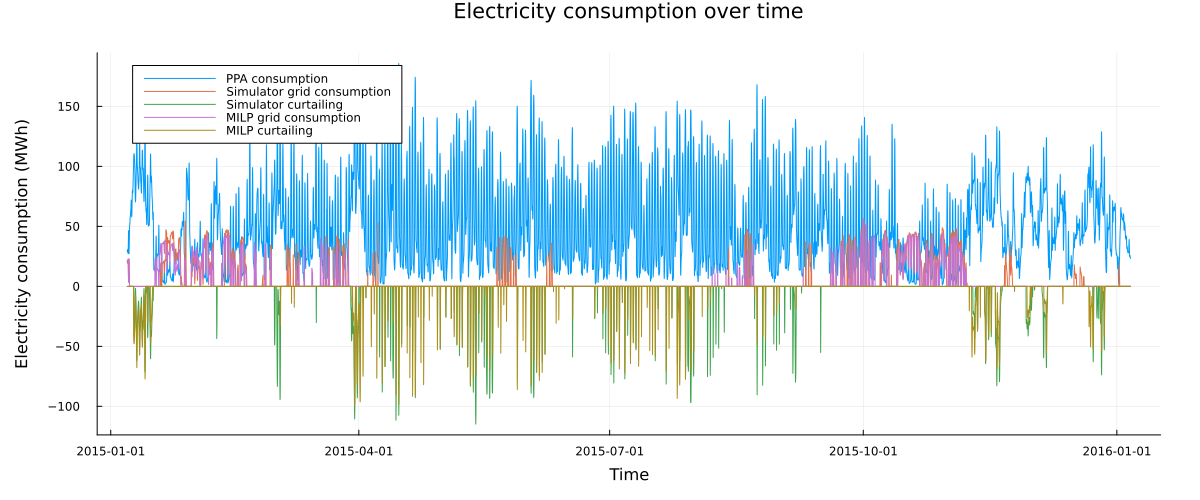 Electricity consumption over time
PPA consumption
Simulator grid consumption
Simulator curtailing
MILP grid consumption
MILP curtailing
Electricity consumption (MWh)
150
100
50
0
−50
−100
2015-01-01 2015-04-01 2015-07-01 2015-10-01 2016-01-01
Time